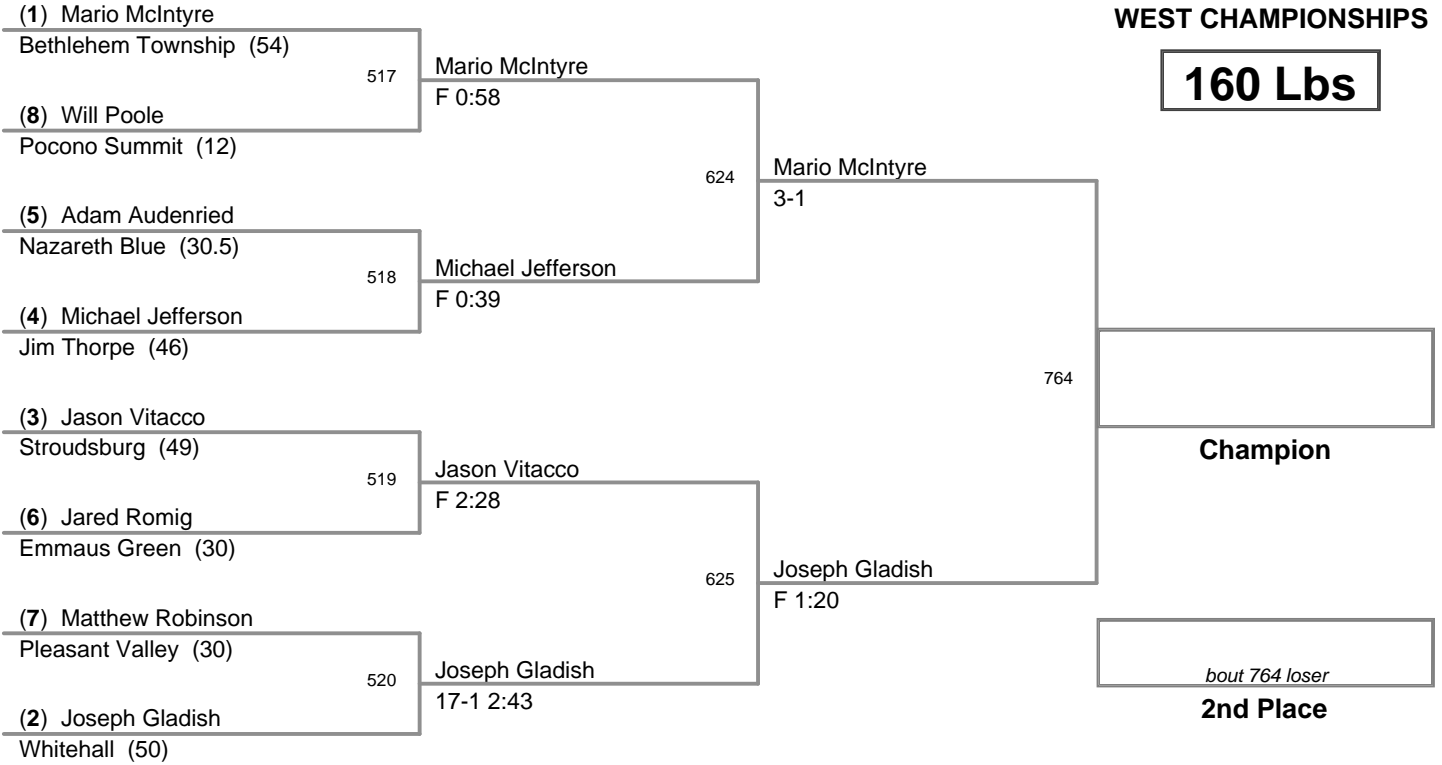 (1) Mario McIntyre
Bethlehem Township (54)
517
(8) Will Poole
Pocono Summit (12)
Mario McIntyre
F 0:58
(5) Adam Audenried
Nazareth Blue (30.5)
518
(4) Michael Jefferson
Jim Thorpe (46)
Michael Jefferson
F 0:39
624
Mario McIntyre
3-1
(3) Jason Vitacco
Stroudsburg (49)
519
(6) Jared Romig
Emmaus Green (30)
Jason Vitacco
F 2:28
(7) Matthew Robinson
Pleasant Valley (30)
520
(2) Joseph Gladish
Whitehall (50)
Joseph Gladish
17-1 2:43
625
Joseph Gladish
F 1:20
764
WEST CHAMPIONSHIPS
160 Lbs
Champion
bout 764 loser
2nd Place